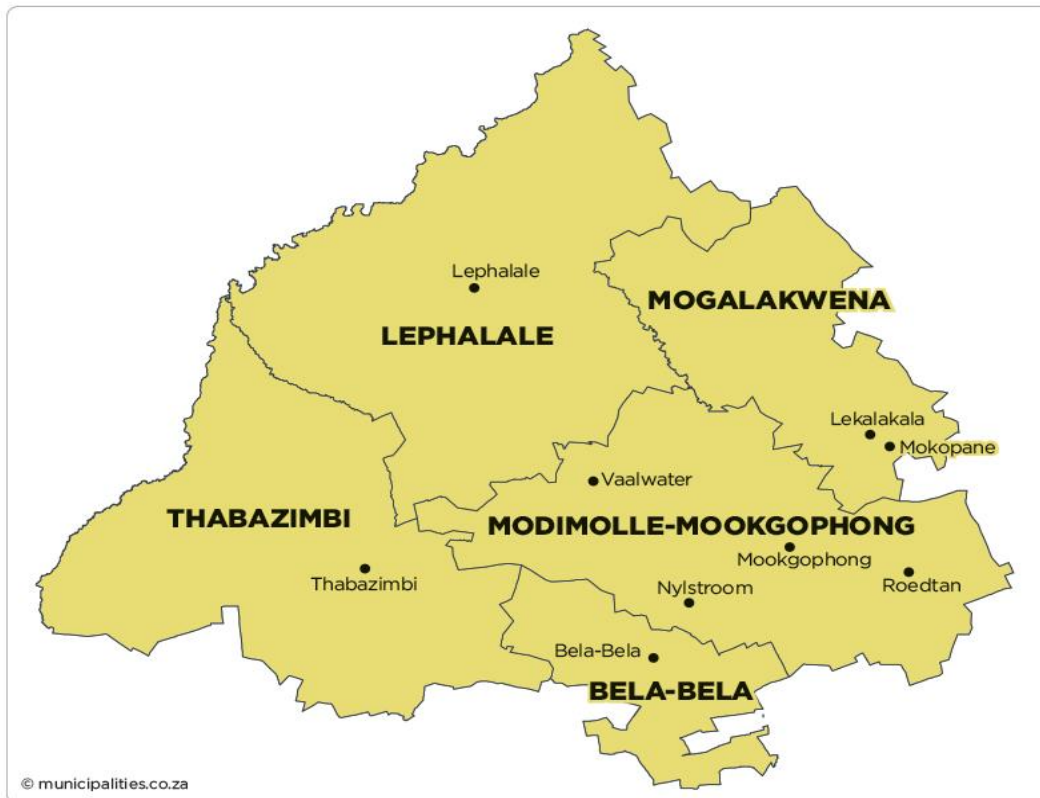 Lephalale
LEPHALALE
MOGALAKWENA
Lekalakala
Mokopane
Vaalwater
THABAZIMBI
MODIMOLLE-MOOKGOPHONG
Mookgophong
Thabazimbi
Roedtan
Nylstroom
Bela-Bela
BELA-BELA
© municipalities.co.za